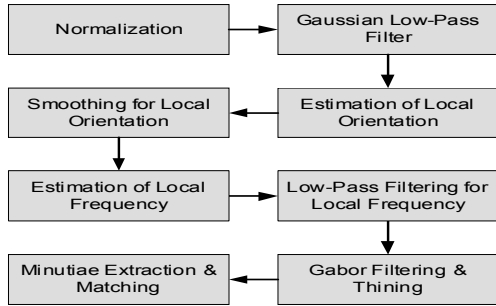 Normalization
Gaussian Low-Pass
Filter
Estimation of Local
Orientation
Smoothing for Local
Orientation
Estimation of Local
Frequency
Low-Pass Filtering for
Local Frequency
Gabor Filtering &
Thining
Minutiae Extraction &
Matching